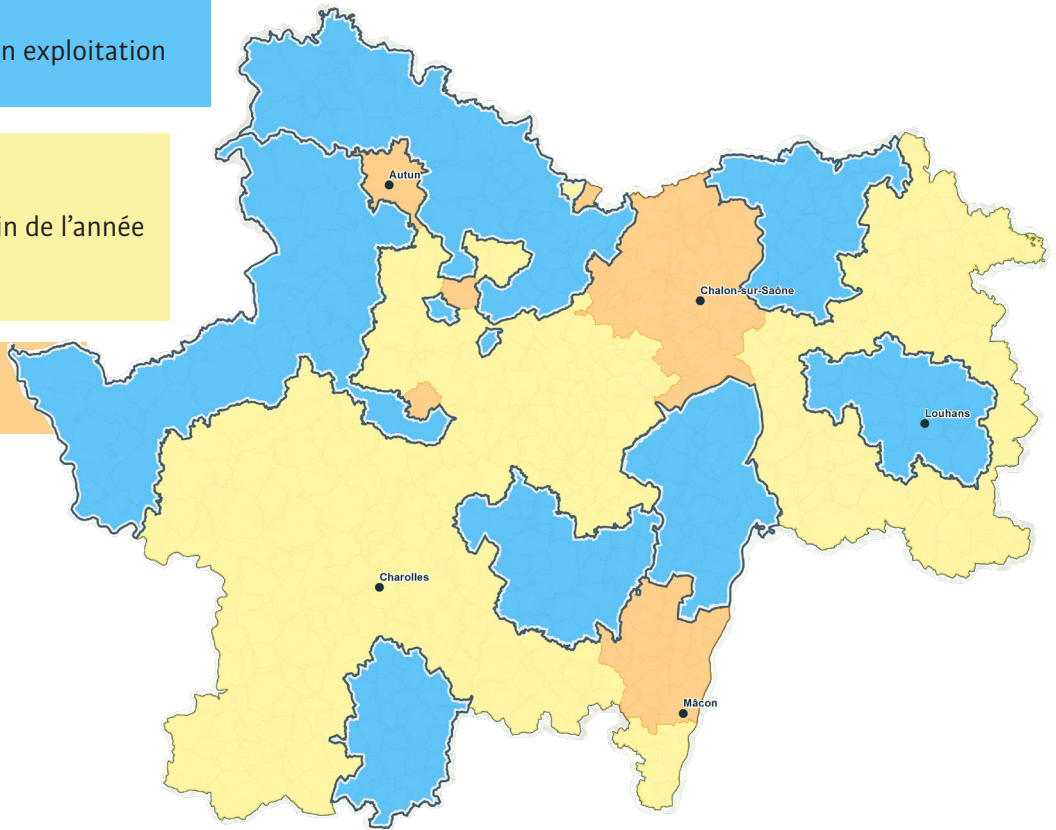 n exploitation
in de l’année
Autun
Chalon-sur-Saône
Louhans
Charolles
Mâcon